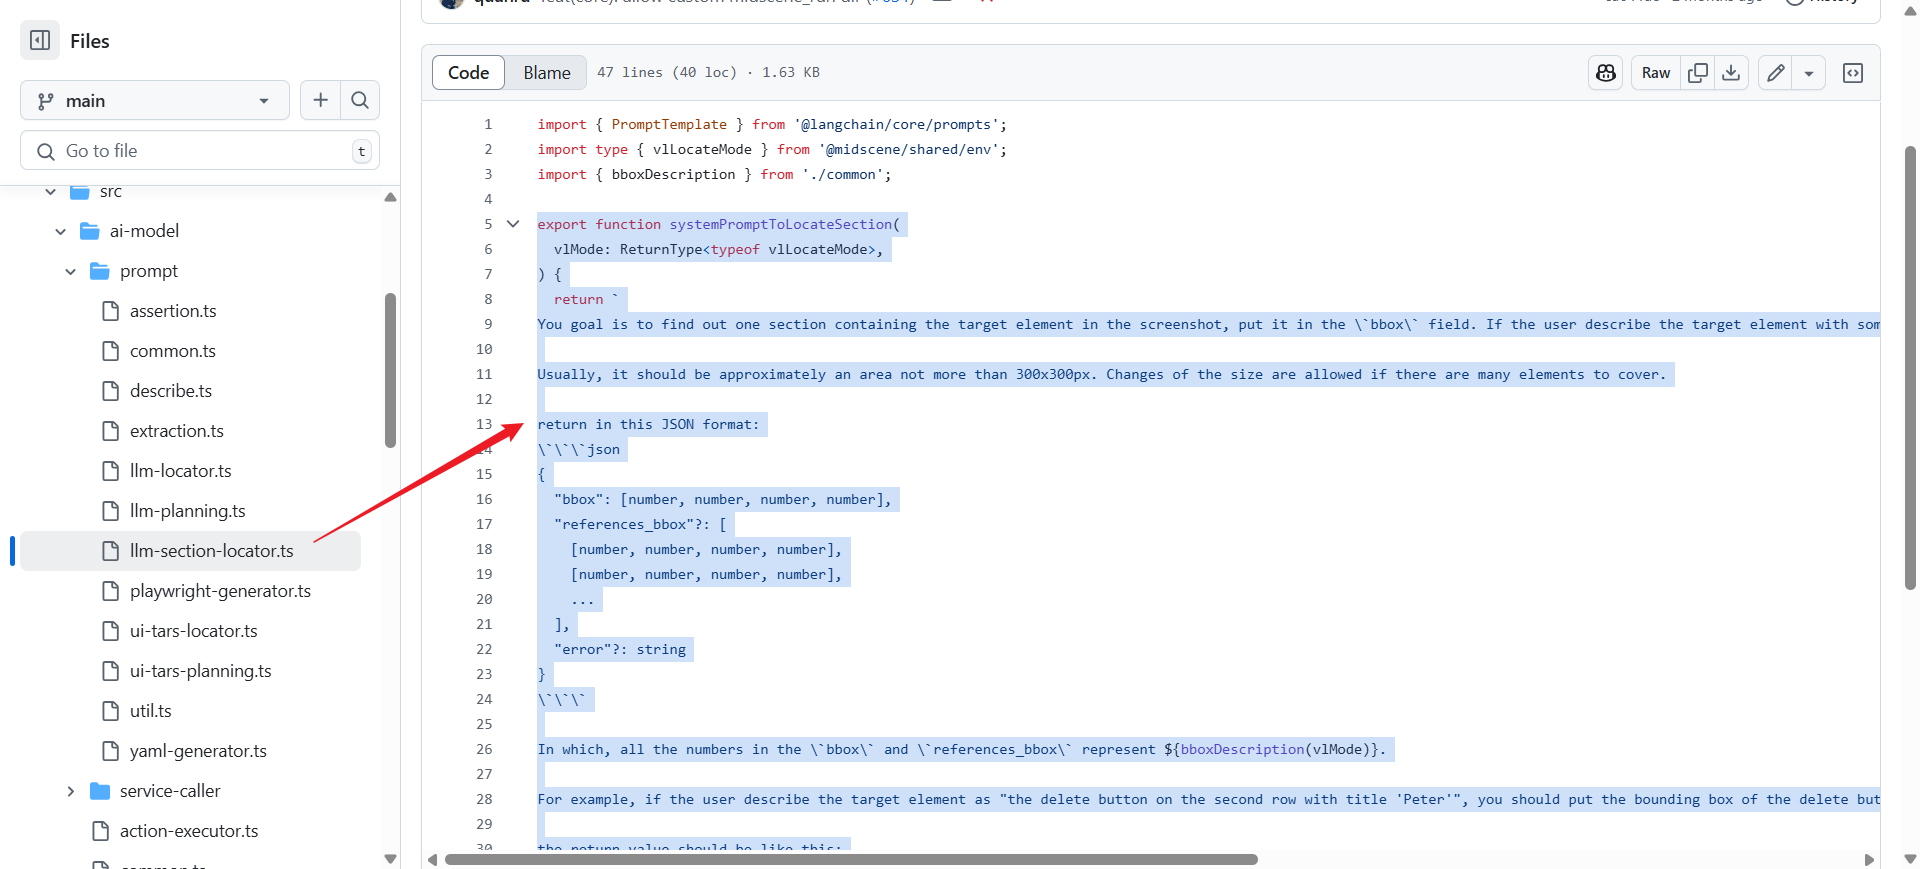 Files
main
Go to file
t
src
ai-model
prompt
assertion.ts
common.ts
describe.ts
extraction.ts
llm-locator.ts
llm-planning.ts
llm-section-locator.ts
playwright-generator.ts
ui-tars-locator.ts
ui-tars-planning.ts
util.ts
yaml-generator.ts
service-caller
action-executor.ts
common.ts
Code Blame 47 lines (40 loc) · 1.63 KB Raw
1 import { PromptTemplate } from '@langchain/core/prompts';
2 import type { vlLocateMode } from '@midscene/shared/env';
3 import { bboxDescription } from './common';
4
5 export function systemPromptToLocateSection(
6 vlMode: ReturnType<typeof vlLocateMode>,
7 ) {
8 return `
9 You goal is to find out one section containing the target element in the screenshot, put it in the \`bbox\` field. If the user describe the target element with som
10
11 Usually, it should be approximately an area not more than 300x300px. Changes of the size are allowed if there are many elements to cover.
12
13 return in this JSON format:
14 \`\`\`json
15 {
16 "bbox": [number, number, number, number],
17 "references_bbox"?: [
18 [number, number, number, number],
19 [number, number, number, number],
20 ...
21 ],
22 "error"?: string
23 }
24 \`\`\`
25
26 In which, all the numbers in the \`bbox\` and \`references_bbox\` represent ${bboxDescription(vlMode)}.
27
28 For example, if the user describe the target element as "the delete button on the second row with title 'Peter'", you should put the bounding box of the delete but
29
30 the return value should be like this: